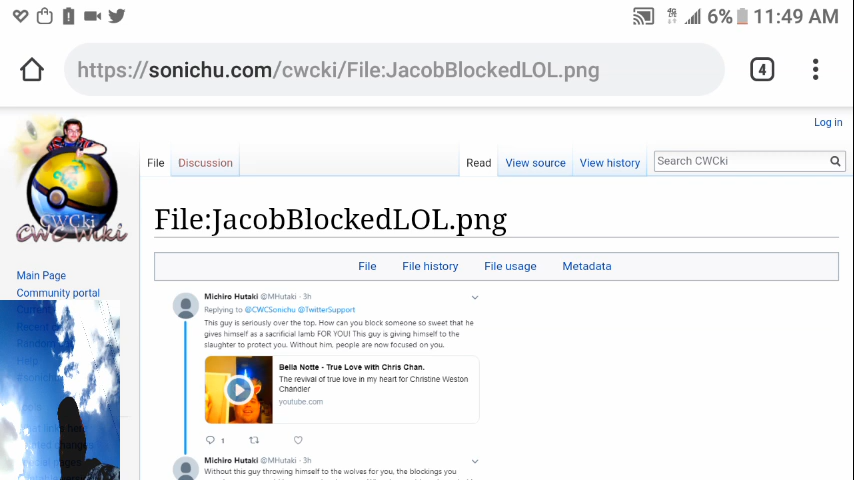 6% 11:49 AM
https://sonichu.com/cwcki/File:JacobBlockedLOL.png
4
Log in
File Discussion Read View source View history Search CWCki
CWCki
CWC Wiki
File:JacobBlockedLOL.png
File File history File usage Metadata
Main Page
Community portal
Michiro Hutaki @MHutaki · 3h
Replying to @CWCSonichu @TwitterSupport
This guy is seriously over the top. How can you block someone so sweet that he
gives himself as a sacrificial lamb FOR YOU! This guy is giving himself to the
slaughter to protect you. Without him, people are now focused on you.
Bella Notte - True Love with Chris Chan.
The revival of true love in my heart for Christine Weston
Chandler
youtube.com
1
Michiro Hutaki @MHutaki · 3h
Without this guy throwing himself to the wolves for you, the blockings you